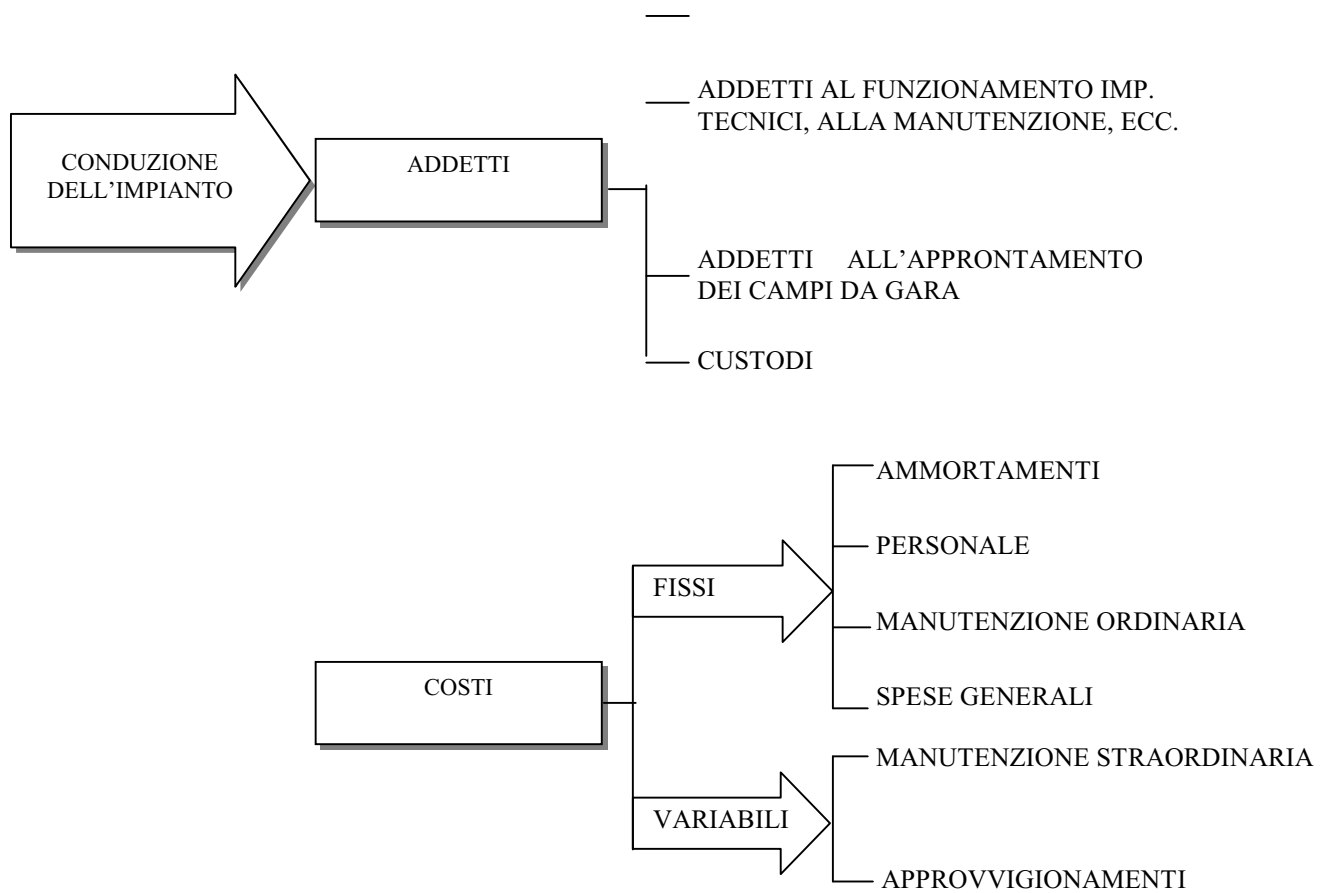 ADDETTI AL FUNZIONAMENTO IMP.
TECNICI, ALLA MANUTENZIONE, ECC.
CONDUZIONE
DELL’IMPIANTO
ADDETTI
ADDETTI ALL’APPRONTAMENTO
DEI CAMPI DA GARA
CUSTODI
AMMORTAMENTI
PERSONALE
FISSI
MANUTENZIONE ORDINARIA
COSTI
SPESE GENERALI
MANUTENZIONE STRAORDINARIA
VARIABILI
APPROVVIGIONAMENTI